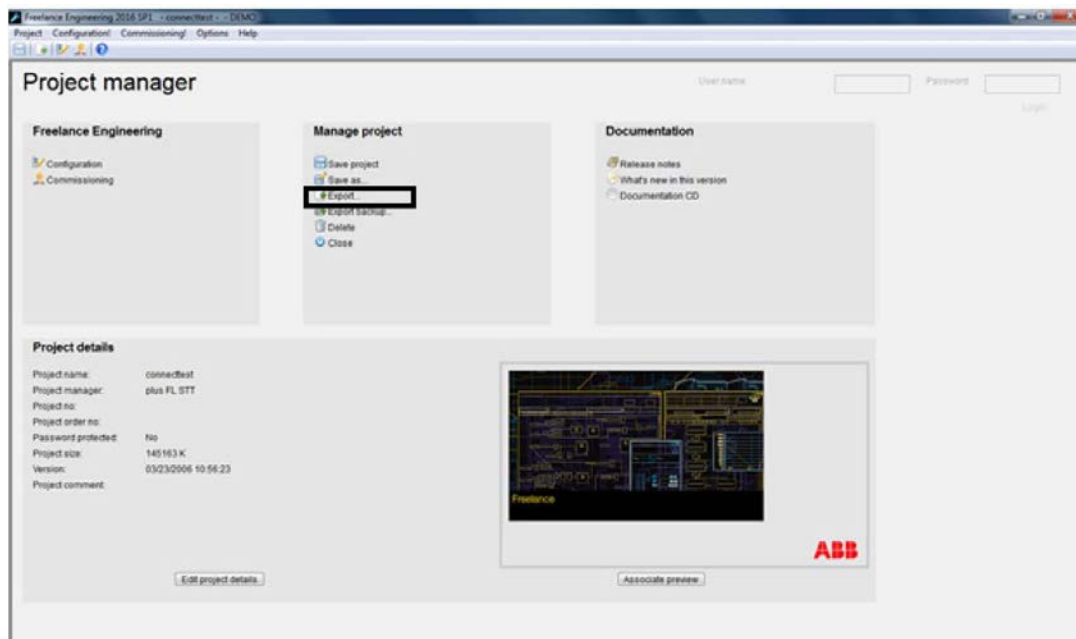 Freelance Engineering 2016 SP1 - connecttest - - DEMO
Project Configuration! Commissioning! Options Help
Project manager
User name
Password
Login
Freelance Engineering
Configuration
Commissioning
Manage project
Save project
Save as...
Export...
Export backup...
Delete
Close
Documentation
Release notes
What's new in this version
Documentation CD
Project details
Project name: connecttest
Project manager: plus FL STT
Project no:
Project order no:
Password protected: No
Project size: 145163 K
Version: 03/23/2006 10:56:23
Project comment:
Freelance
ABB
Edit project details
Associate preview